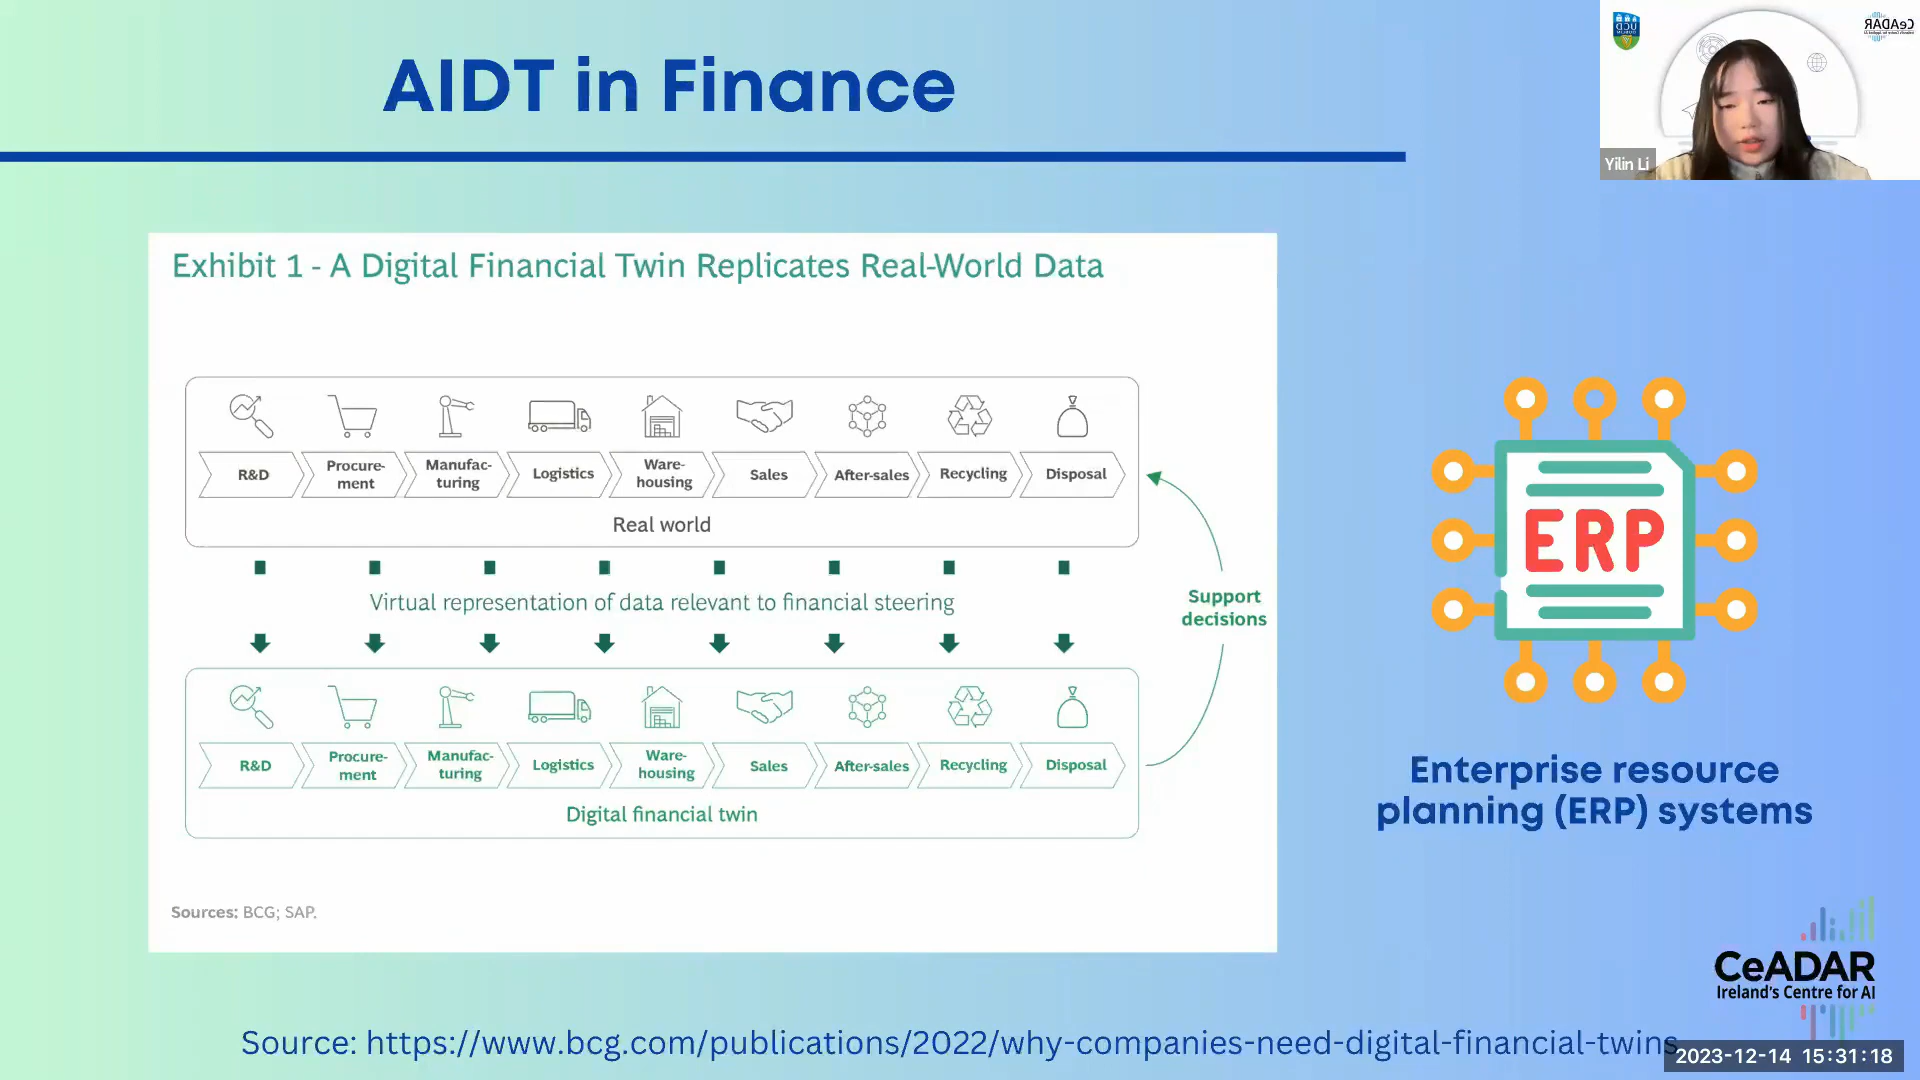 AIDT in Finance
UCD
DUBLIN
CeADAR
Yilin Li
Exhibit 1 - A Digital Financial Twin Replicates Real-World Data
R&D
Procure-
ment
Manufac-
turing
Logistics
Ware-
housing
Sales
After-sales
Recycling
Disposal
Real world
Virtual representation of data relevant to financial steering
Support
decisions
R&D
Procure-
ment
Manufac-
turing
Logistics
Ware-
housing
Sales
After-sales
Recycling
Disposal
Digital financial twin
Sources: BCG; SAP.
ERP
Enterprise resource
planning (ERP) systems
CeADAR
Ireland's Centre for AI
Source: https://www.bcg.com/publications/2022/why-companies-need-digital-financial-twins
2023-12-14 15:31:18